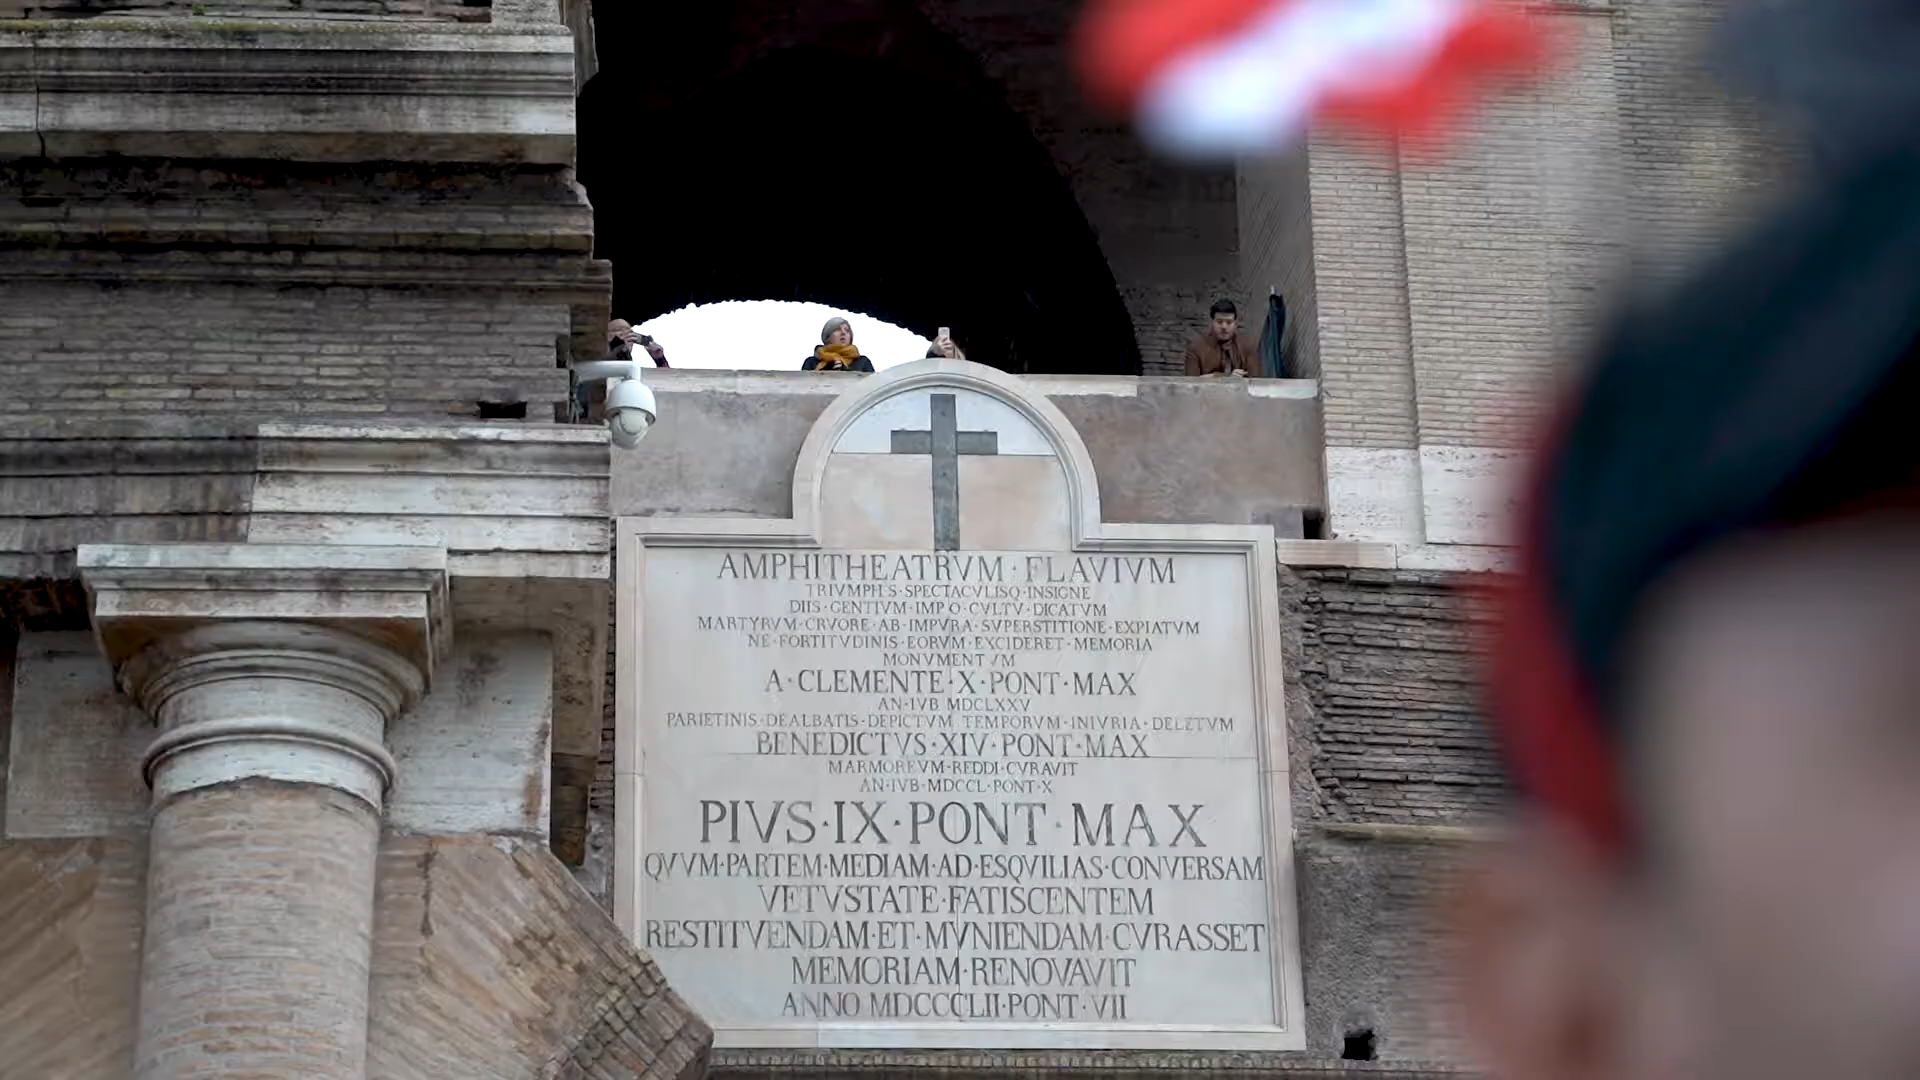 AMPHITHEATRVM·FLAVIVM
TRIVMPHIS·SPECTACVLISQ·INSIGNE
DIIS·GENTIVM·IMPIO·CVLTV·DICATVM
MARTYRVM·CRVORE·AB·IMPVRA·SVPERSTITIONE·EXPIATVM
NE·FORTITVDINIS·EORVM·EXCIDERET·MEMORIA
MONVMENTVM
A·CLEMENTE·X·PONT·MAX
AN·IVB·MDCLXXV
PARIETINIS·DEALBATIS·DEPICTVM·TEMPORVM·INIVRIA·DELETVM
BENEDICTVS·XIV·PONT·MAX
MARMOREVM·REDDI·CVRAVIT
AN·IVB·MDCCL·PONT·X
PIVS·IX·PONT·MAX
QVVM·PARTEM·MEDIAM·AD·ESQVILIAS·CONVERSAM
VETVSTATE·FATISCENTEM
RESTITVENDAM·ET·MVNIENDAM·CVRASSET
MEMORIAM·RENOVAVIT
ANNO MDCCCLII·PONT·VII